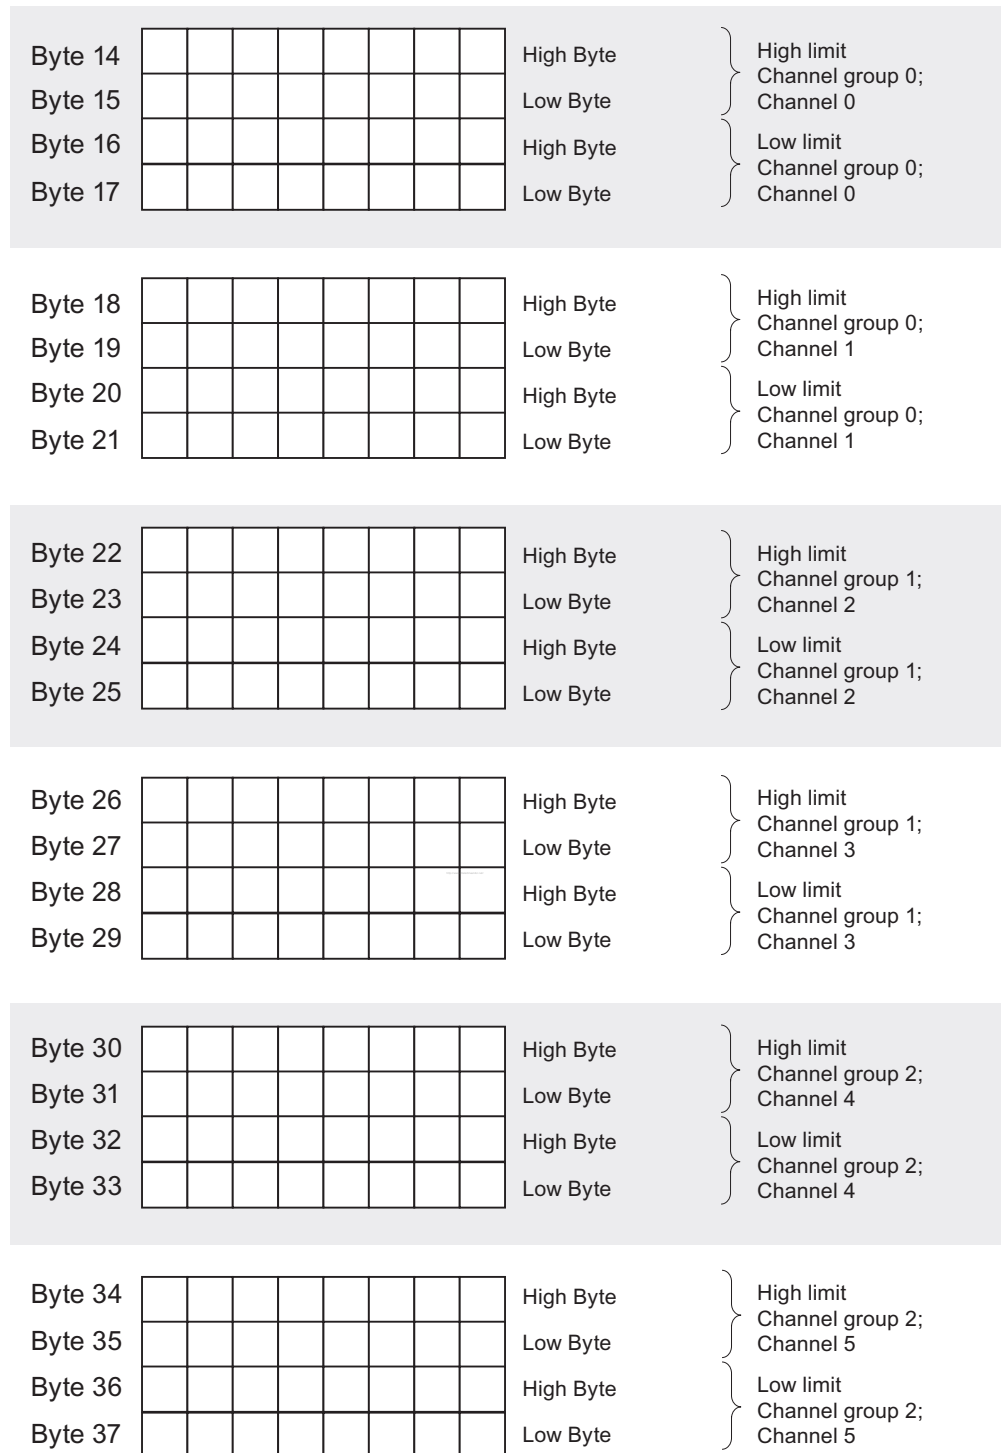 Byte 14
High Byte
High limit
Channel group 0;
Channel 0
Byte 15
Low Byte
Byte 16
High Byte
Low limit
Channel group 0;
Channel 0
Byte 17
Low Byte
Byte 18
High Byte
High limit
Channel group 0;
Channel 1
Byte 19
Low Byte
Byte 20
High Byte
Low limit
Channel group 0;
Channel 1
Byte 21
Low Byte
Byte 22
High Byte
High limit
Channel group 1;
Channel 2
Byte 23
Low Byte
Byte 24
High Byte
Low limit
Channel group 1;
Channel 2
Byte 25
Low Byte
Byte 26
High Byte
High limit
Channel group 1;
Channel 3
Byte 27
Low Byte
Byte 28
High Byte
Low limit
Channel group 1;
Channel 3
Byte 29
Low Byte
Byte 30
High Byte
High limit
Channel group 2;
Channel 4
Byte 31
Low Byte
Byte 32
High Byte
Low limit
Channel group 2;
Channel 4
Byte 33
Low Byte
Byte 34
High Byte
High limit
Channel group 2;
Channel 5
Byte 35
Low Byte
Byte 36
High Byte
Low limit
Channel group 2;
Channel 5
Byte 37
Low Byte